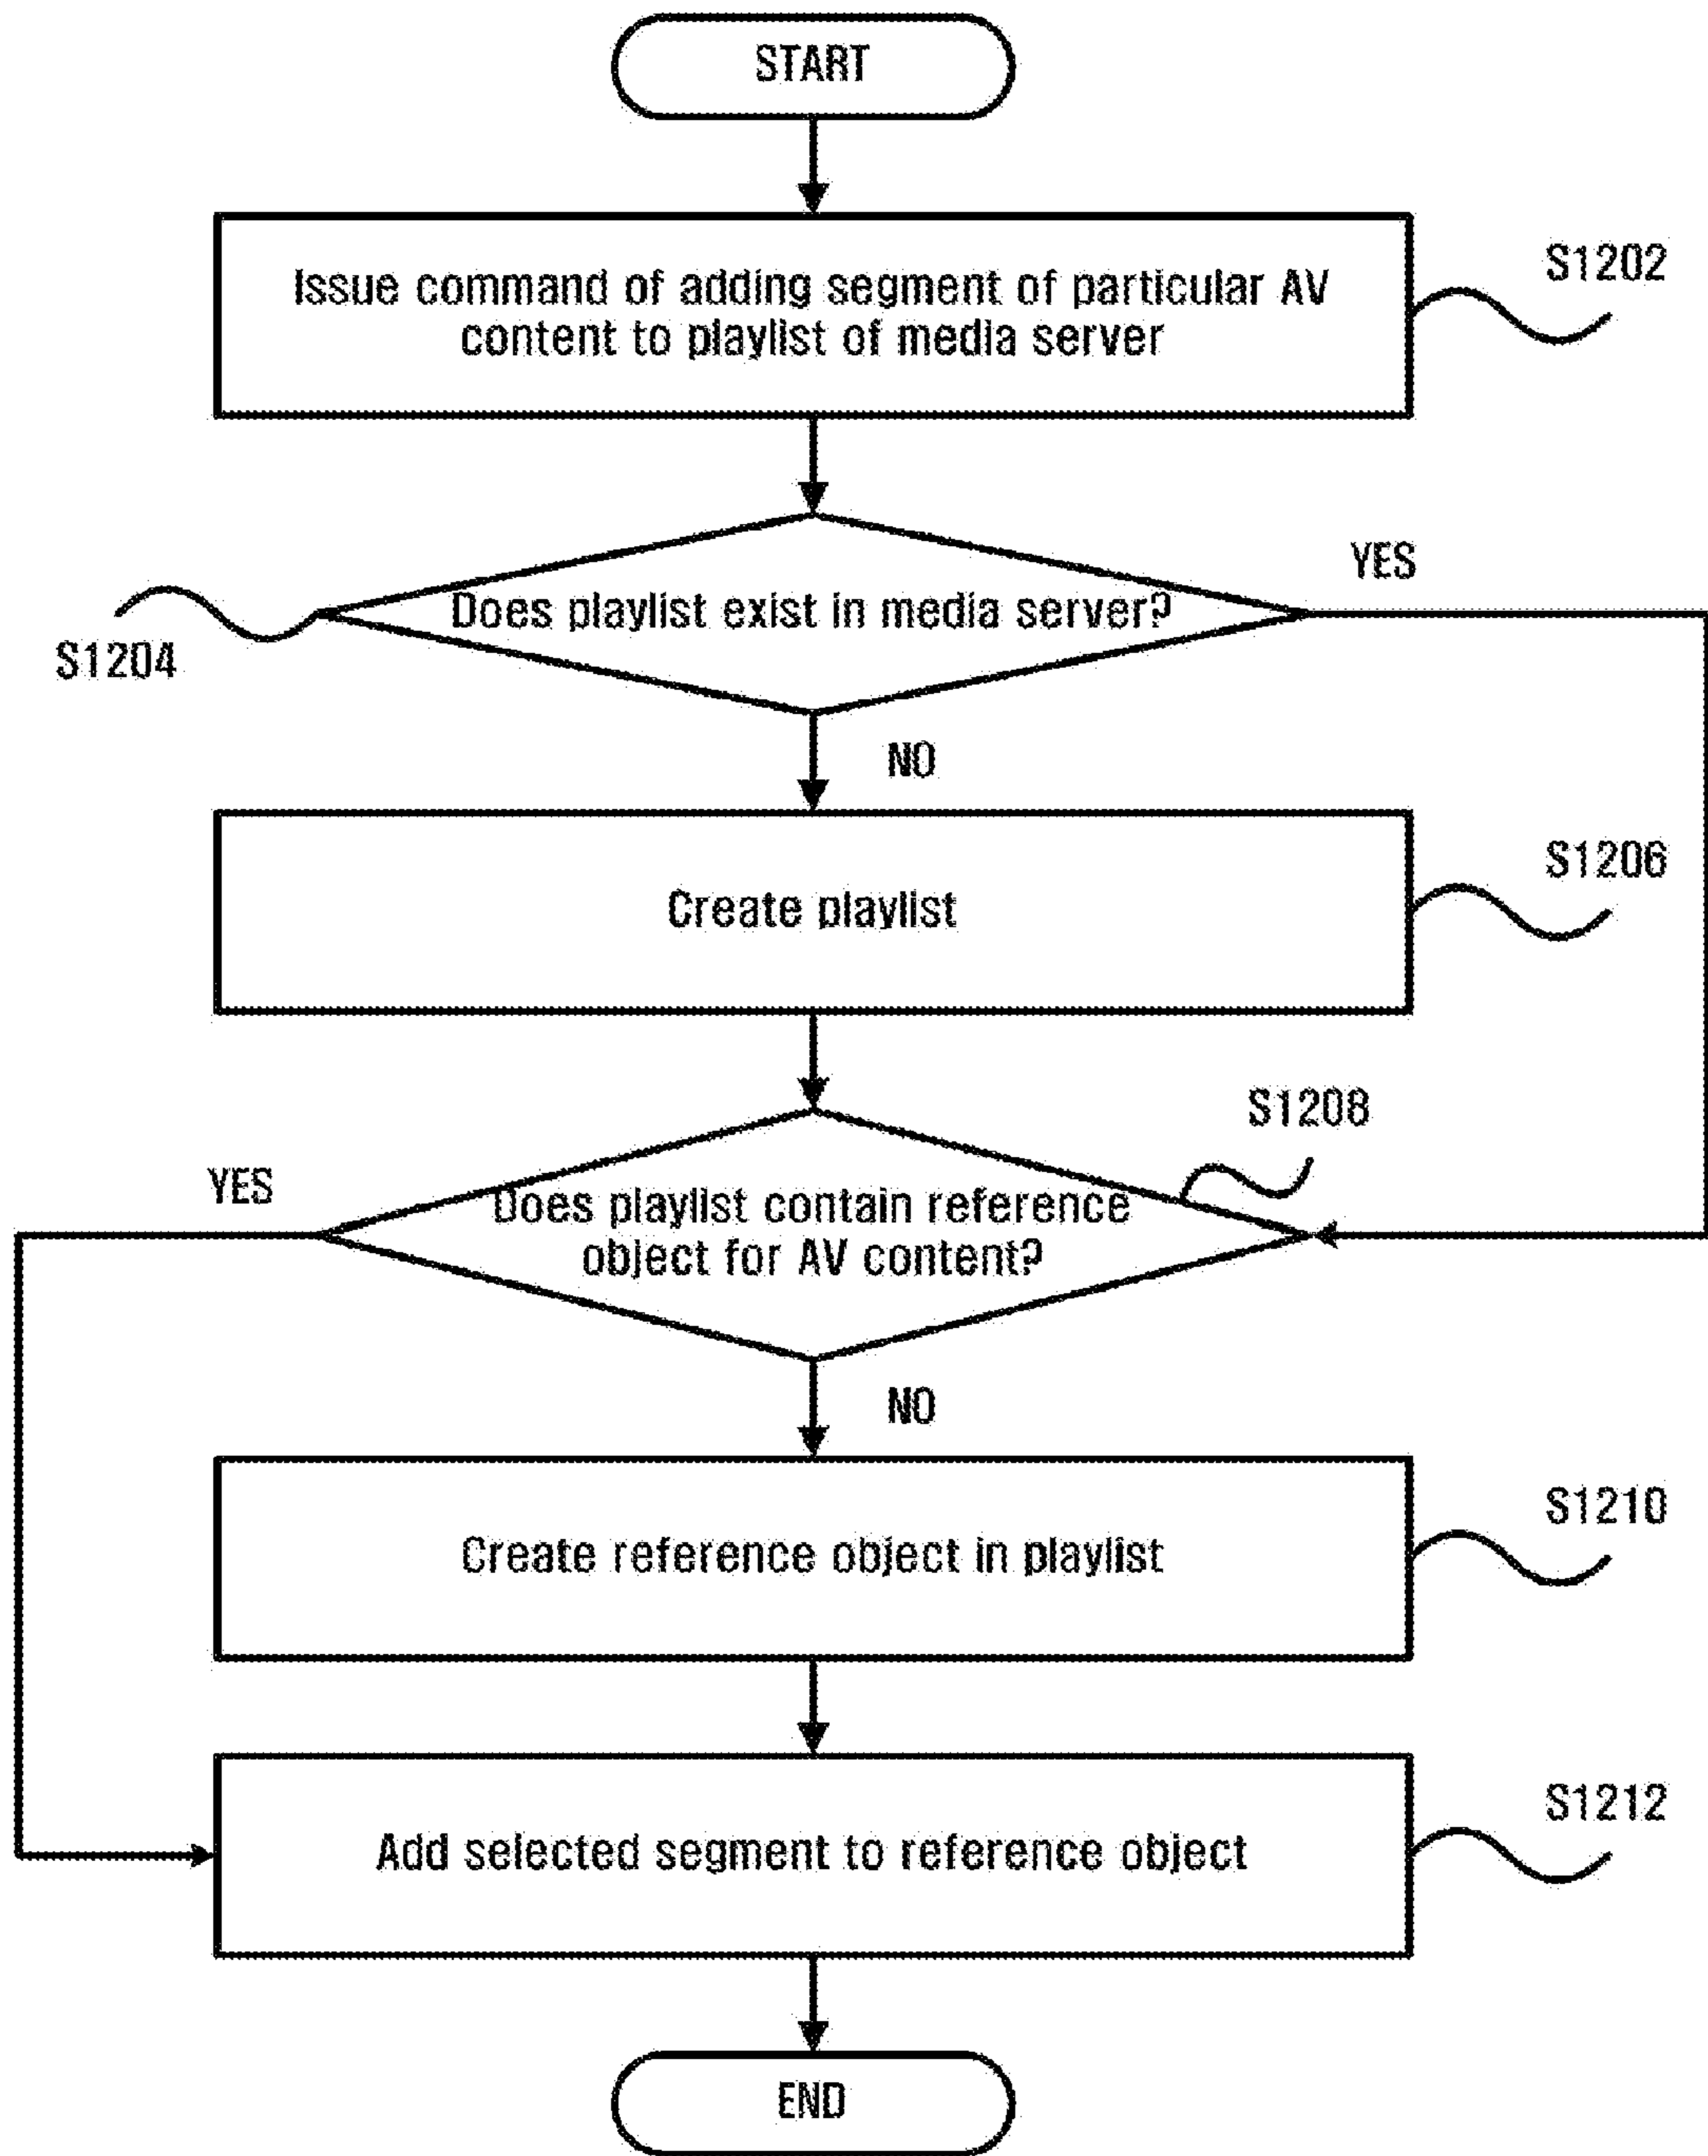 START
Issue command of adding segment of particular AV
content to playlist of media server
S1202
Does playlist exist in media server?
YES
S1204
NO
Create playlist
S1206
S1208
YES
Does playlist contain reference
object for AV content?
NO
Create reference object in playlist
S1210
Add selected segment to reference object
S1212
END